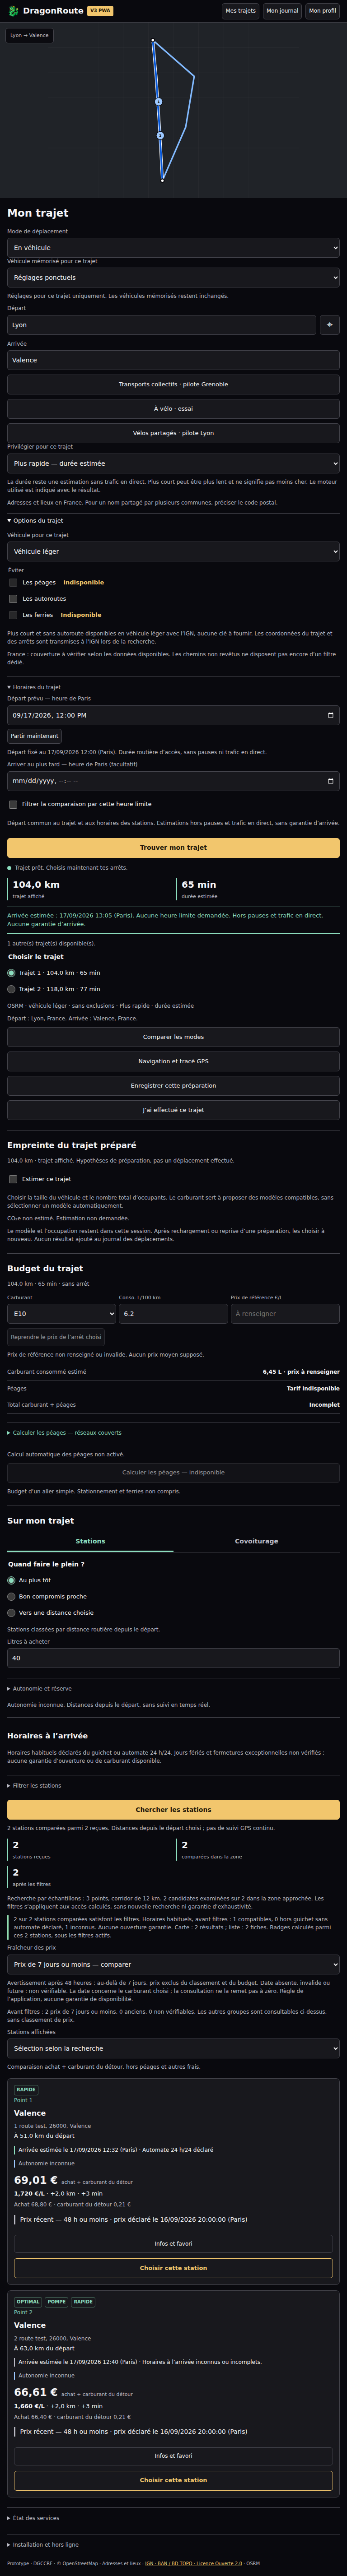 DragonRoute V3 PWA
Mes trajets Mon journal Mon profil
Lyon → Valence
1
2
Mon trajet
Mode de déplacement
En véhicule
Véhicule mémorisé pour ce trajet
Réglages ponctuels
Réglages pour ce trajet uniquement. Les véhicules mémorisés restent inchangés.
Départ
Lyon
Arrivée
Valence
Transports collectifs · pilote Grenoble
À vélo · essai
Vélos partagés · pilote Lyon
Privilégier pour ce trajet
Plus rapide — durée estimée
La durée reste une estimation sans trafic en direct. Plus court peut être plus lent et ne signifie pas moins cher. Le moteur
utilisé est indiqué avec le résultat.
Adresses et lieux en France. Pour un nom partagé par plusieurs communes, préciser le code postal.
▼ Options du trajet
Véhicule pour ce trajet
Véhicule léger
Éviter
Les péages Indisponible
Les autoroutes
Les ferries Indisponible
Plus court et sans autoroute disponibles en véhicule léger avec l’IGN, aucune clé à fournir. Les coordonnées du trajet et
des arrêts sont transmises à l’IGN lors de la recherche.
France : couverture à vérifier selon les données disponibles. Les chemins non revêtus ne disposent pas encore d’un filtre
dédié.
▼ Horaires du trajet
Départ prévu — heure de Paris
09/17/2026, 12:00 PM
Partir maintenant
Départ fixé au 17/09/2026 12:00 (Paris). Durée routière d’accès, sans pauses ni trafic en direct.
Arriver au plus tard — heure de Paris (facultatif)
mm/dd/yyyy, --:-- --
Filtrer la comparaison par cette heure limite
Départ commun au trajet et aux horaires des stations. Estimations hors pauses et trafic en direct, sans garantie d’arrivée.
Trouver mon trajet
Trajet prêt. Choisis maintenant tes arrêts.
104,0 km 65 min
trajet affiché durée estimée
Arrivée estimée : 17/09/2026 13:05 (Paris). Aucune heure limite demandée. Hors pauses et trafic en direct.
Aucune garantie d’arrivée.
1 autre(s) trajet(s) disponible(s).
Choisir le trajet
Trajet 1 · 104,0 km · 65 min
Trajet 2 · 118,0 km · 77 min
OSRM · véhicule léger · sans exclusions · Plus rapide · durée estimée
Départ : Lyon, France. Arrivée : Valence, France.
Comparer les modes
Navigation et tracé GPS
Enregistrer cette préparation
J’ai effectué ce trajet
Empreinte du trajet préparé
104,0 km · trajet affiché. Hypothèses de préparation, pas un déplacement effectué.
Estimer ce trajet
Choisir la taille du véhicule et le nombre total d’occupants. Le carburant sert à proposer des modèles compatibles, sans
sélectionner un modèle automatiquement.
CO₂e non estimé. Estimation non demandée.
Le modèle et l’occupation restent dans cette session. Après rechargement ou reprise d’une préparation, les choisir à
nouveau. Aucun résultat ajouté au journal des déplacements.
Budget du trajet
104,0 km · 65 min · sans arrêt
Carburant Conso. L/100 km Prix de référence €/L
E10 6.2 À renseigner
Reprendre le prix de l’arrêt choisi
Prix de référence non renseigné ou invalide. Aucun prix moyen supposé.
Carburant consommé estimé 6,45 L · prix à renseigner
Péages Tarif indisponible
Total carburant + péages Incomplet
▶ Calculer les péages — réseaux couverts
Calcul automatique des péages non activé.
Calculer les péages — indisponible
Budget d’un aller simple. Stationnement et ferries non compris.
Sur mon trajet
Stations Covoiturage
Quand faire le plein ?
Au plus tôt
Bon compromis proche
Vers une distance choisie
Stations classées par distance routière depuis le départ.
Litres à acheter
40
▶ Autonomie et réserve
Autonomie inconnue. Distances depuis le départ, sans suivi en temps réel.
Horaires à l’arrivée
Horaires habituels déclarés du guichet ou automate 24 h/24. Jours fériés et fermetures exceptionnelles non vérifiés ;
aucune garantie d’ouverture ou de carburant disponible.
▶ Filtrer les stations
Chercher les stations
2 stations comparées parmi 2 reçues. Distances depuis le départ choisi ; pas de suivi GPS continu.
2 2
stations reçues comparées dans la zone
2
après les filtres
Recherche par échantillons : 3 points, corridor de 12 km. 2 candidates examinées sur 2 dans la zone approchée. Les
filtres s’appliquent aux accès calculés, sans nouvelle recherche ni garantie d’exhaustivité.
2 sur 2 stations comparées satisfont les filtres. Horaires habituels, avant filtres : 1 compatibles, 0 hors guichet sans
automate déclaré, 1 inconnus. Aucune ouverture garantie. Carte : 2 résultats ; liste : 2 fiches. Badges calculés parmi
ces 2 stations, sous les filtres actifs.
Fraîcheur des prix
Prix de 7 jours ou moins — comparer
Avertissement après 48 heures ; au-delà de 7 jours, prix exclus du classement et du budget. Date absente, invalide ou
future : non vérifiable. La date concerne le carburant choisi ; la consultation ne la remet pas à zéro. Règle de
l’application, aucune garantie de disponibilité.
Avant filtres : 2 prix de 7 jours ou moins, 0 anciens, 0 non vérifiables. Les autres groupes sont consultables ci-dessous,
sans classement de prix.
Stations affichées
Sélection selon la recherche
Comparaison achat + carburant du détour, hors péages et autres frais.
RAPIDE
Point 1
Valence
1 route test, 26000, Valence
À 51,0 km du départ
Arrivée estimée le 17/09/2026 12:32 (Paris) · Automate 24 h/24 déclaré
Autonomie inconnue
69,01 € achat + carburant du détour
1,720 €/L · +2,0 km · +3 min
Achat 68,80 € · carburant du détour 0,21 €
Prix récent — 48 h ou moins · prix déclaré le 16/09/2026 20:00:00 (Paris)
Infos et favori
Choisir cette station
OPTIMAL POMPE RAPIDE
Point 2
Valence
2 route test, 26000, Valence
À 63,0 km du départ
Arrivée estimée le 17/09/2026 12:40 (Paris) · Horaires à l’arrivée inconnus ou incomplets.
Autonomie inconnue
66,61 € achat + carburant du détour
1,660 €/L · +2,0 km · +3 min
Achat 66,40 € · carburant du détour 0,21 €
Prix récent — 48 h ou moins · prix déclaré le 16/09/2026 20:00:00 (Paris)
Infos et favori
Choisir cette station
▶ Etat des services
▶ Installation et hors ligne
Prototype · DGCCRF · © OpenStreetMap · Adresses et lieux : IGN, BAN / BD TOPO, Licence Ouverte 2.0 · OSRM